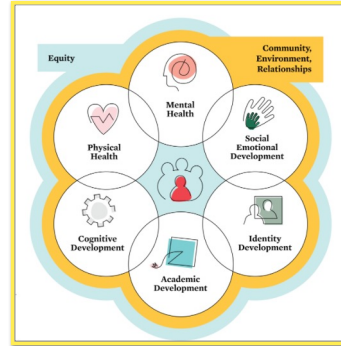 Equity
Community,
Environment,
Relationships
Mental
Health
Physical
Health
Social
Emotional
Development
Cognitive
Development
Identity
Development
Academic
Development